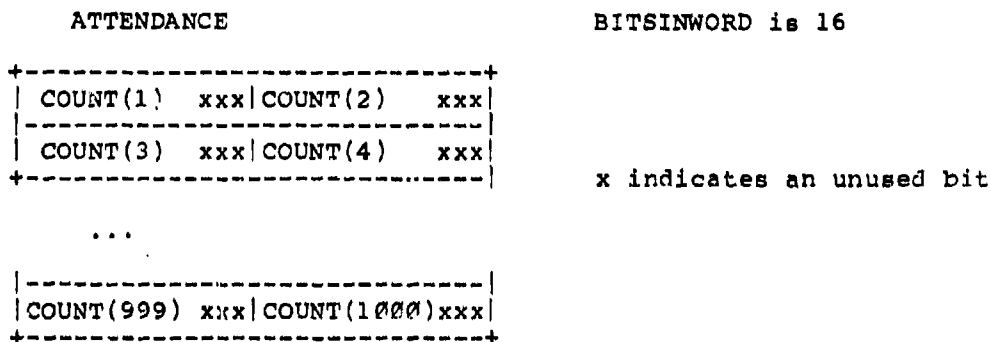 ATTENDANCE BITSINWORD is 16
+-----------------------------+
| COUNT(1) xxx|COUNT(2) xxx|
|-----------------------------|
| COUNT(3) xxx|COUNT(4) xxx|
+-----------------------------| x indicates an unused bit
...
|-----------------------------|
|COUNT(999) xxx|COUNT(1000)xxx|
+-----------------------------+